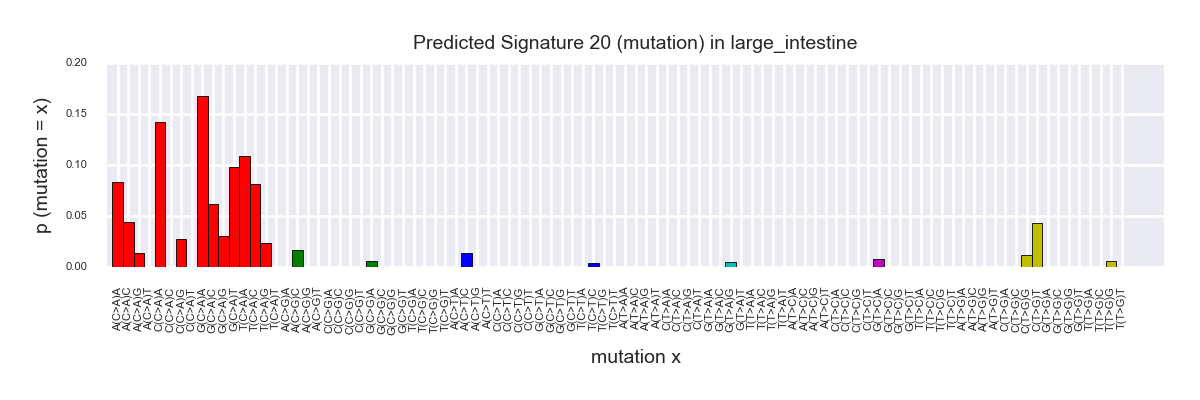 Predicted Signature 20 (mutation) in large_intestine
p (mutation = x)
0.20
0.15
0.10
0.05
0.00
A(C>A)A
A(C>A)C
A(C>A)G
A(C>A)T
C(C>A)A
C(C>A)C
C(C>A)G
C(C>A)T
G(C>A)A
G(C>A)C
G(C>A)G
G(C>A)T
T(C>A)A
T(C>A)C
T(C>A)G
T(C>A)T
A(C>G)A
A(C>G)C
A(C>G)G
A(C>G)T
C(C>G)A
C(C>G)C
C(C>G)G
C(C>G)T
G(C>G)A
G(C>G)C
G(C>G)G
G(C>G)T
T(C>G)A
T(C>G)C
T(C>G)G
T(C>G)T
A(C>T)A
A(C>T)C
A(C>T)G
A(C>T)T
C(C>T)A
C(C>T)C
C(C>T)G
C(C>T)T
G(C>T)A
G(C>T)C
G(C>T)G
G(C>T)T
T(C>T)A
T(C>T)C
T(C>T)G
T(C>T)T
A(T>A)A
A(T>A)C
A(T>A)G
A(T>A)T
C(T>A)A
C(T>A)C
C(T>A)G
C(T>A)T
G(T>A)A
G(T>A)C
G(T>A)G
G(T>A)T
T(T>A)A
T(T>A)C
T(T>A)G
T(T>A)T
A(T>C)A
A(T>C)C
A(T>C)G
A(T>C)T
C(T>C)A
C(T>C)C
C(T>C)G
C(T>C)T
G(T>C)A
G(T>C)C
G(T>C)G
G(T>C)T
T(T>C)A
T(T>C)C
T(T>C)G
T(T>C)T
A(T>G)A
A(T>G)C
A(T>G)G
A(T>G)T
C(T>G)A
C(T>G)C
C(T>G)G
C(T>G)T
G(T>G)A
G(T>G)C
G(T>G)G
G(T>G)T
T(T>G)A
T(T>G)C
T(T>G)G
T(T>G)T
mutation x